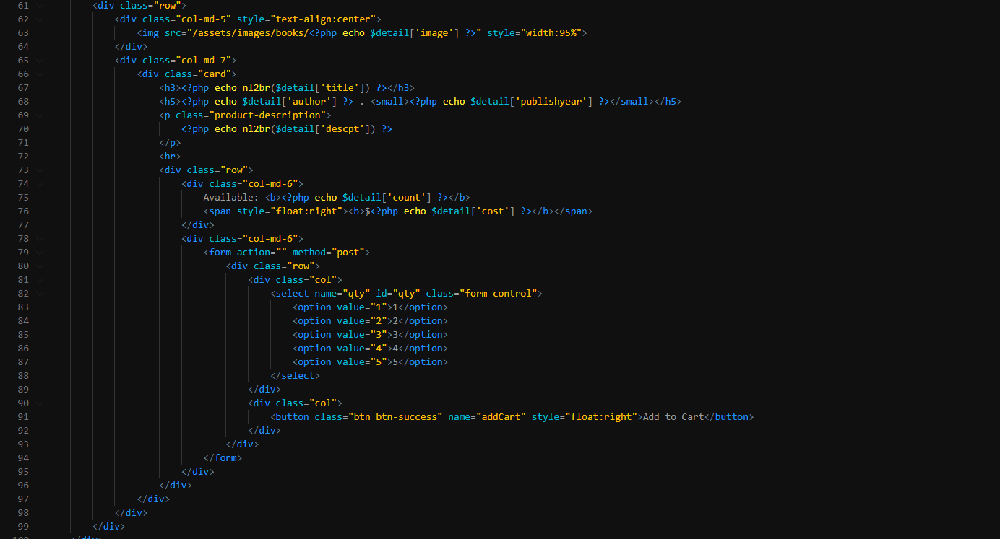 61 <div class="row">
62 <div class="col-md-5" style="text-align:center">
63 <img src="/assets/images/books/<?php echo $detail['image'] ?>" style="width:95%">
64 </div>
65 <div class="col-md-7">
66 <div class="card">
67 <h3><?php echo nl2br($detail['title']) ?></h3>
68 <h5><?php echo $detail['author'] ?> . <small><?php echo $detail['publishyear'] ?></small></h5>
69 <p class="product-description">
70 <?php echo nl2br($detail['descpt']) ?>
71 </p>
72 <hr>
73 <div class="row">
74 <div class="col-md-6">
75 Available: <b><?php echo $detail['count'] ?></b>
76 <span style="float:right"><b>$<?php echo $detail['cost'] ?></b></span>
77 </div>
78 <div class="col-md-6">
79 <form action="" method="post">
80 <div class="row">
81 <div class="col">
82 <select name="qty" id="qty" class="form-control">
83 <option value="1">1</option>
84 <option value="2">2</option>
85 <option value="3">3</option>
86 <option value="4">4</option>
87 <option value="5">5</option>
88 </select>
89 </div>
90 <div class="col">
91 <button class="btn btn-success" name="addCart" style="float:right">Add to Cart</button>
92 </div>
93 </div>
94 </form>
95 </div>
96 </div>
97 </div>
98 </div>
99 </div>
100 </div>